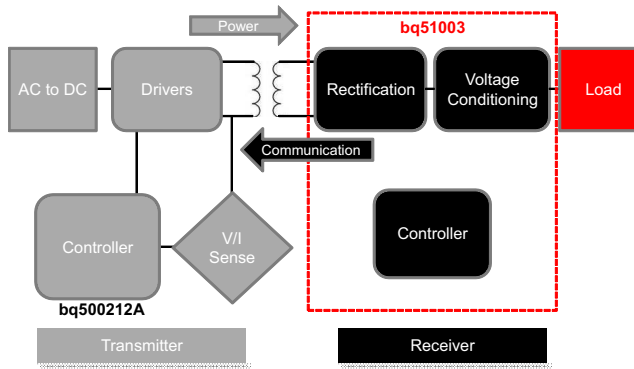 Power
bq51003
AC to DC
Drivers
Rectification
Voltage
Conditioning
Load
Communication
Controller
V/I
Sense
Controller
bq500212A
Transmitter
Receiver